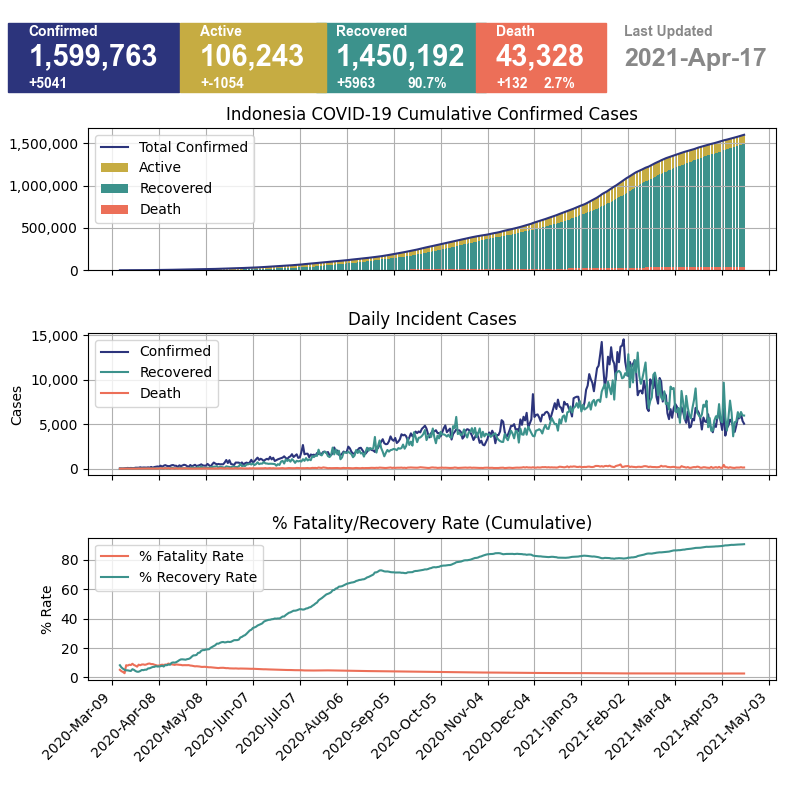 Confirmed
1,599,763
+5041
Active
106,243
+-1054
Recovered
1,450,192
+5963 90.7%
Death
43,328
+132 2.7%
Last Updated
2021-Apr-17
Indonesia COVID-19 Cumulative Confirmed Cases
1,500,000
1,000,000
500,000
0
Total Confirmed
Active
Recovered
Death
Daily Incident Cases
Cases
15,000
10,000
5,000
0
Confirmed
Recovered
Death
% Fatality/Recovery Rate (Cumulative)
% Rate
80
60
40
20
0
% Fatality Rate
% Recovery Rate
2020-Mar-09
2020-Apr-08
2020-May-08
2020-Jun-07
2020-Jul-07
2020-Aug-06
2020-Sep-05
2020-Oct-05
2020-Nov-04
2020-Dec-04
2021-Jan-03
2021-Feb-02
2021-Mar-04
2021-Apr-03
2021-May-03